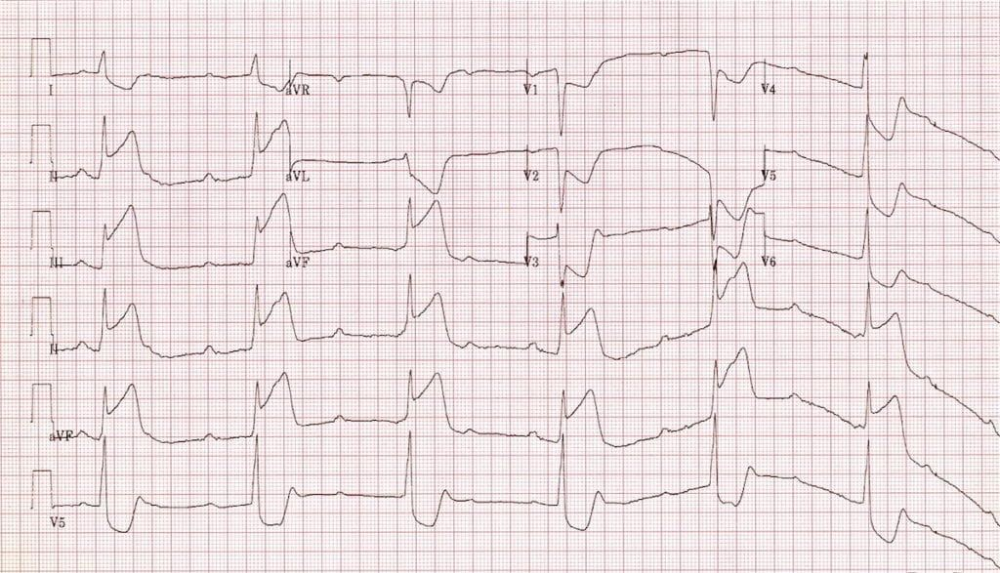 I aVR V1 V4
II aVL V2 V5
III aVF V3 V6
II
aVF
V5